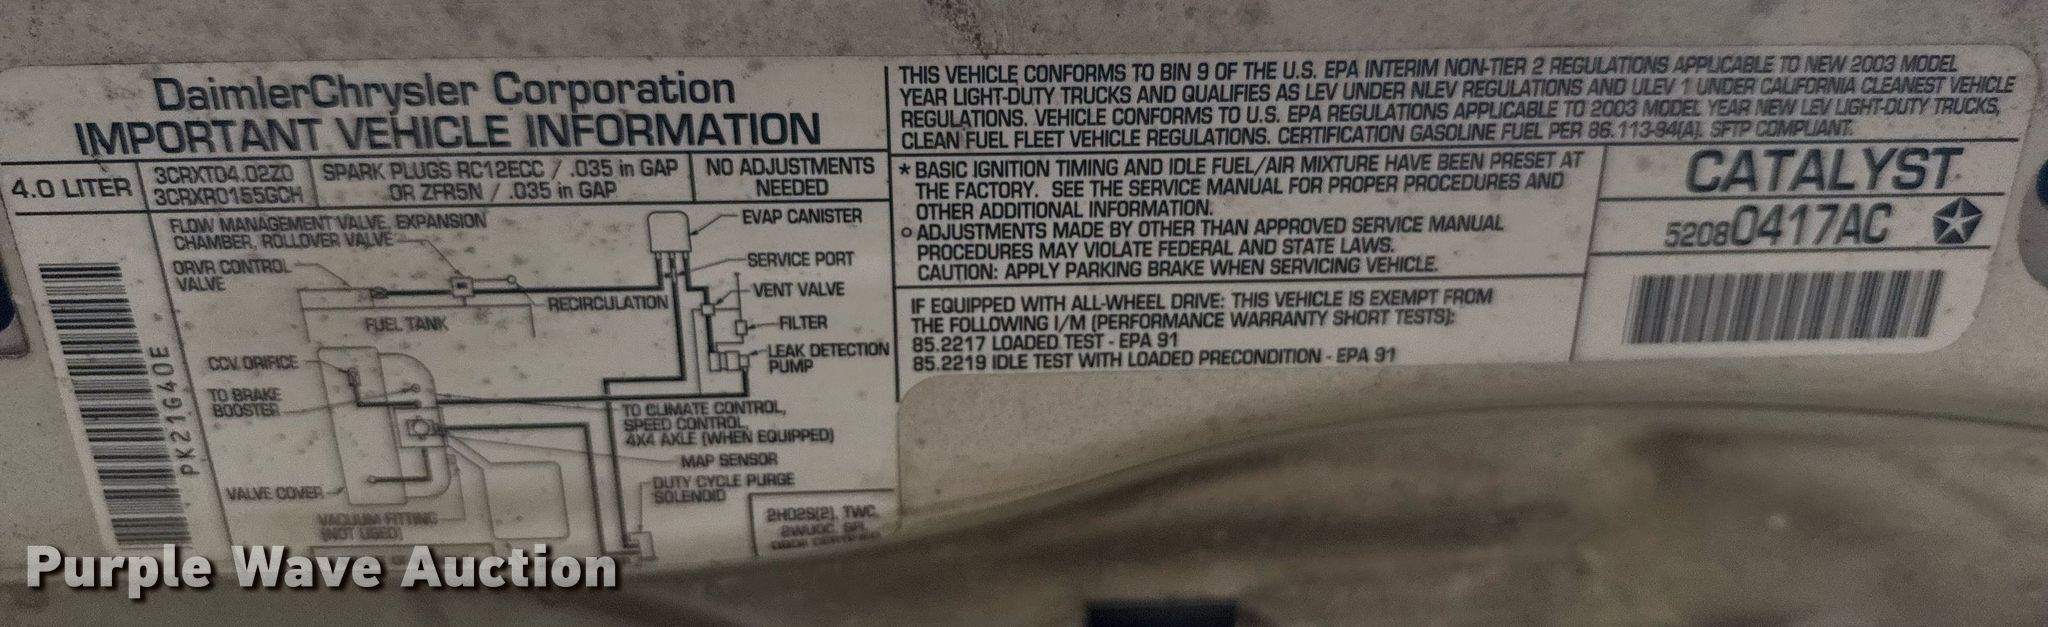 DaimlerChrysler Corporation
IMPORTANT VEHICLE INFORMATION
4.0 LITER
3CRXT04.02Z0
3CRXR0155GCH
SPARK PLUGS RC12ECC / .035 in GAP
OR ZFR5N / .035 in GAP
NO ADJUSTMENTS
NEEDED
FLOW MANAGEMENT VALVE, EXPANSION
CHAMBER, ROLLOVER VALVE
ORVR CONTROL
VALVE
FUEL TANK
RECIRCULATION
EVAP CANISTER
SERVICE PORT
VENT VALVE
FILTER
LEAK DETECTION
PUMP
CCV ORIFICE
TO BRAKE
BOOSTER
TO CLIMATE CONTROL,
SPEED CONTROL,
4X4 AXLE (WHEN EQUIPPED)
MAP SENSOR
DUTY CYCLE PURGE
SOLENOID
VALVE COVER
VACUUM FITTING
(NOT USED)
2HO2S(2), TWC,
2WUOC, SFI,
PK21G40E
THIS VEHICLE CONFORMS TO BIN 9 OF THE U.S. EPA INTERIM NON-TIER 2 REGULATIONS APPLICABLE TO NEW 2003 MODEL
YEAR LIGHT-DUTY TRUCKS AND QUALIFIES AS LEV UNDER NLEV REGULATIONS AND ULEV 1 UNDER CALIFORNIA CLEANEST VEHICLE
REGULATIONS. VEHICLE CONFORMS TO U.S. EPA REGULATIONS APPLICABLE TO 2003 MODEL YEAR NEW LEV LIGHT-DUTY TRUCKS,
CLEAN FUEL FLEET VEHICLE REGULATIONS. CERTIFICATION GASOLINE FUEL PER 86.113-94(A). SFTP COMPLIANT.
* BASIC IGNITION TIMING AND IDLE FUEL/AIR MIXTURE HAVE BEEN PRESET AT
THE FACTORY. SEE THE SERVICE MANUAL FOR PROPER PROCEDURES AND
OTHER ADDITIONAL INFORMATION.
o ADJUSTMENTS MADE BY OTHER THAN APPROVED SERVICE MANUAL
PROCEDURES MAY VIOLATE FEDERAL AND STATE LAWS.
CAUTION: APPLY PARKING BRAKE WHEN SERVICING VEHICLE.
IF EQUIPPED WITH ALL-WHEEL DRIVE: THIS VEHICLE IS EXEMPT FROM
THE FOLLOWING I/M (PERFORMANCE WARRANTY SHORT TESTS):
85.2217 LOADED TEST - EPA 91
85.2219 IDLE TEST WITH LOADED PRECONDITION - EPA 91
CATALYST
52080417AC
Purple Wave Auction